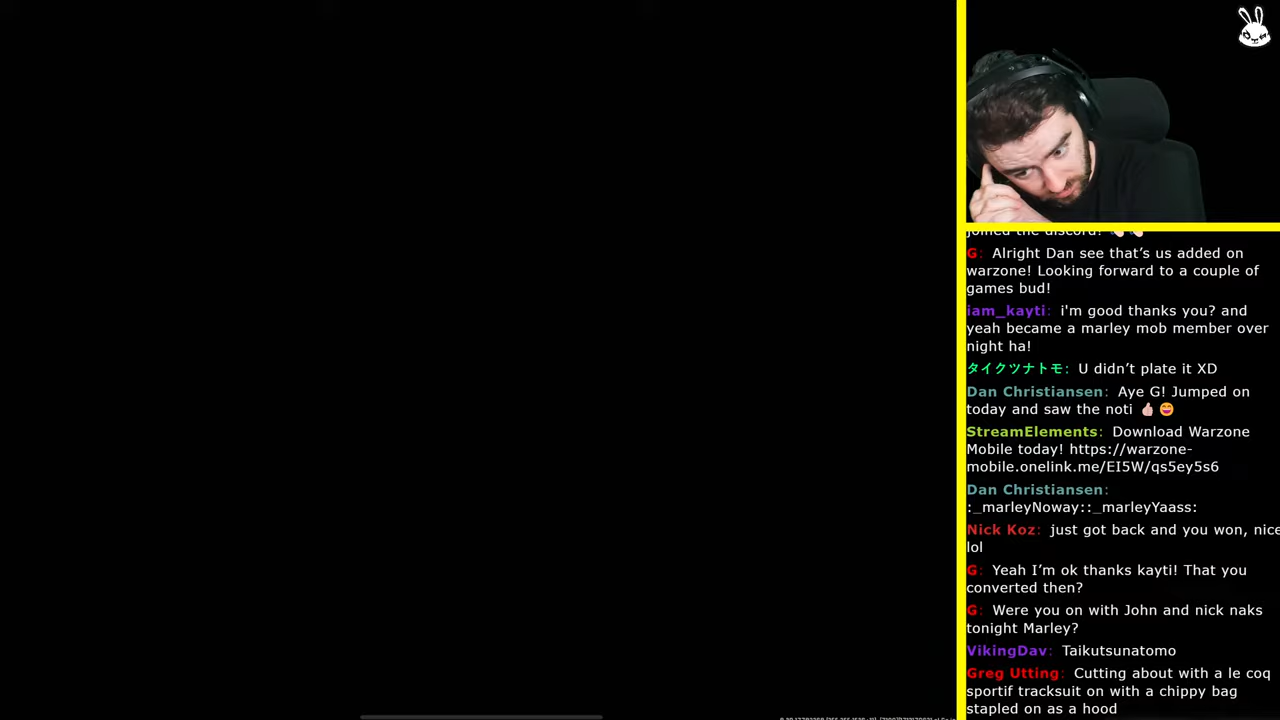 joined the discord!
G: Alright Dan see that’s us added on
warzone! Looking forward to a couple of
games bud!
iam_kayti: i'm good thanks you? and
yeah became a marley mob member over
night ha!
タイクツナトモ: U didn’t plate it XD
Dan Christiansen: Aye G! Jumped on
today and saw the noti 👍🏻😄
StreamElements: Download Warzone
Mobile today! https://warzone-
mobile.onelink.me/EI5W/qs5ey5s6
Dan Christiansen:
:_marleyNoway::_marleyYaass:
Nick Koz: just got back and you won, nice
lol
G: Yeah I’m ok thanks kayti! That you
converted then?
G: Were you on with John and nick naks
tonight Marley?
VikingDav: Taikutsunatomo
Greg Utting: Cutting about with a le coq
sportif tracksuit on with a chippy bag
stapled on as a hood